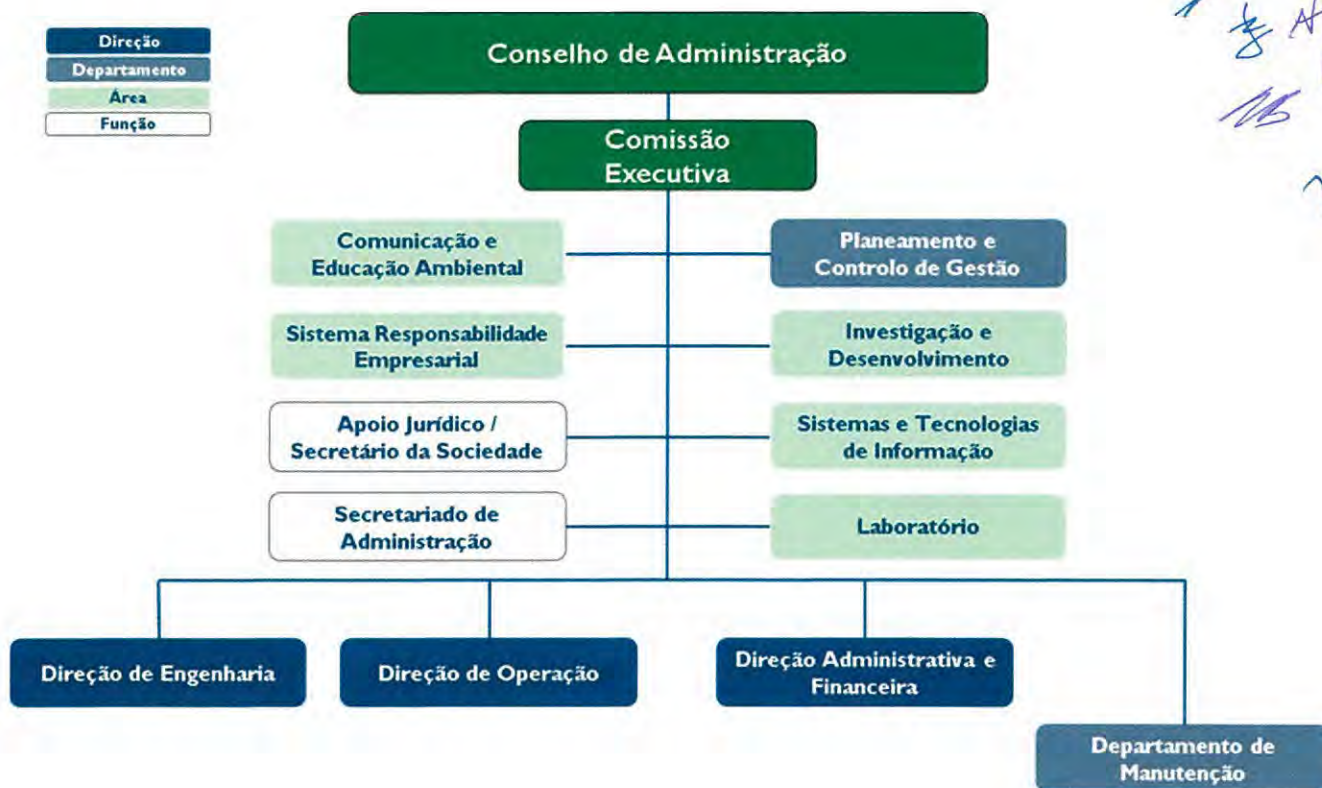 Direção
Departamento
Área
Função
Conselho de Administração
Comissão
Executiva
Comunicação e
Educação Ambiental
Planeamento e
Controlo de Gestão
Sistema Responsabilidade
Empresarial
Investigação e
Desenvolvimento
Apoio Jurídico /
Secretário da Sociedade
Sistemas e Tecnologias
de Informação
Secretariado de
Administração
Laboratório
Direção de Engenharia
Direção de Operação
Direção Administrativa e
Financeira
Departamento de
Manutenção